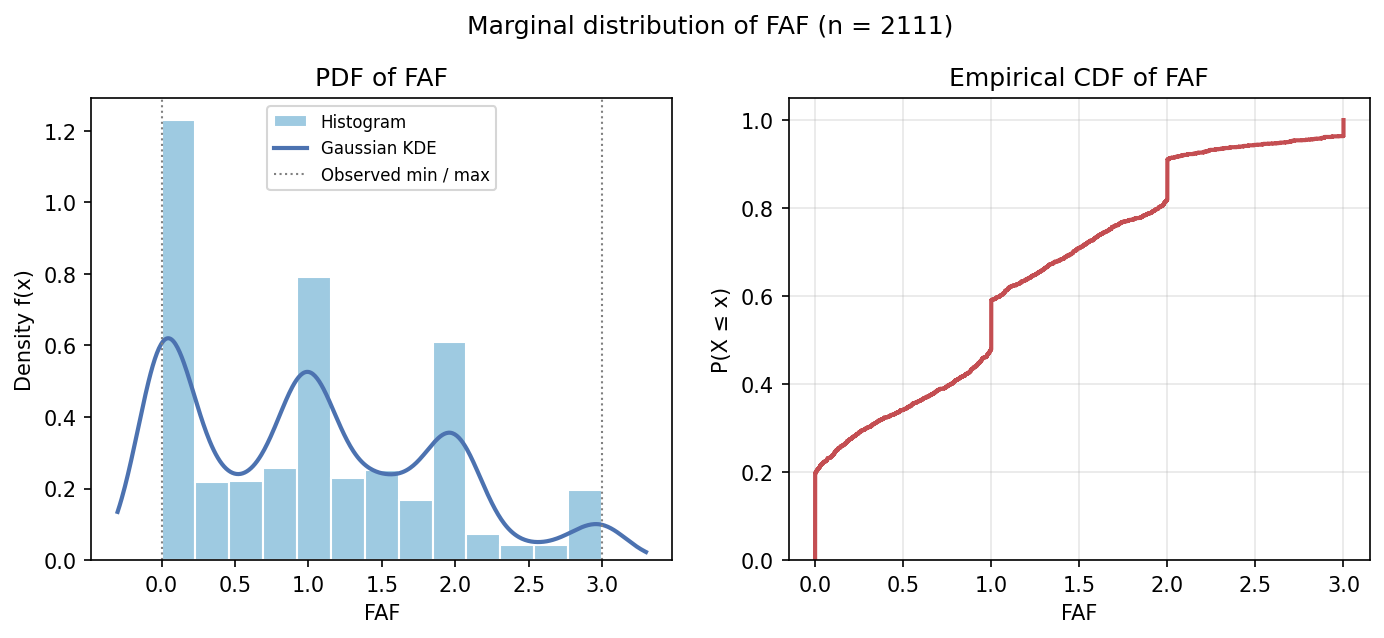 Marginal distribution of FAF (n = 2111)
PDF of FAF
Density f(x)
1.2
1.0
0.8
0.6
0.4
0.2
0.0
Histogram
Gaussian KDE
Observed min / max
0.0 0.5 1.0 1.5 2.0 2.5 3.0
FAF
Empirical CDF of FAF
P(X ≤ x)
1.0
0.8
0.6
0.4
0.2
0.0
0.0 0.5 1.0 1.5 2.0 2.5 3.0
FAF